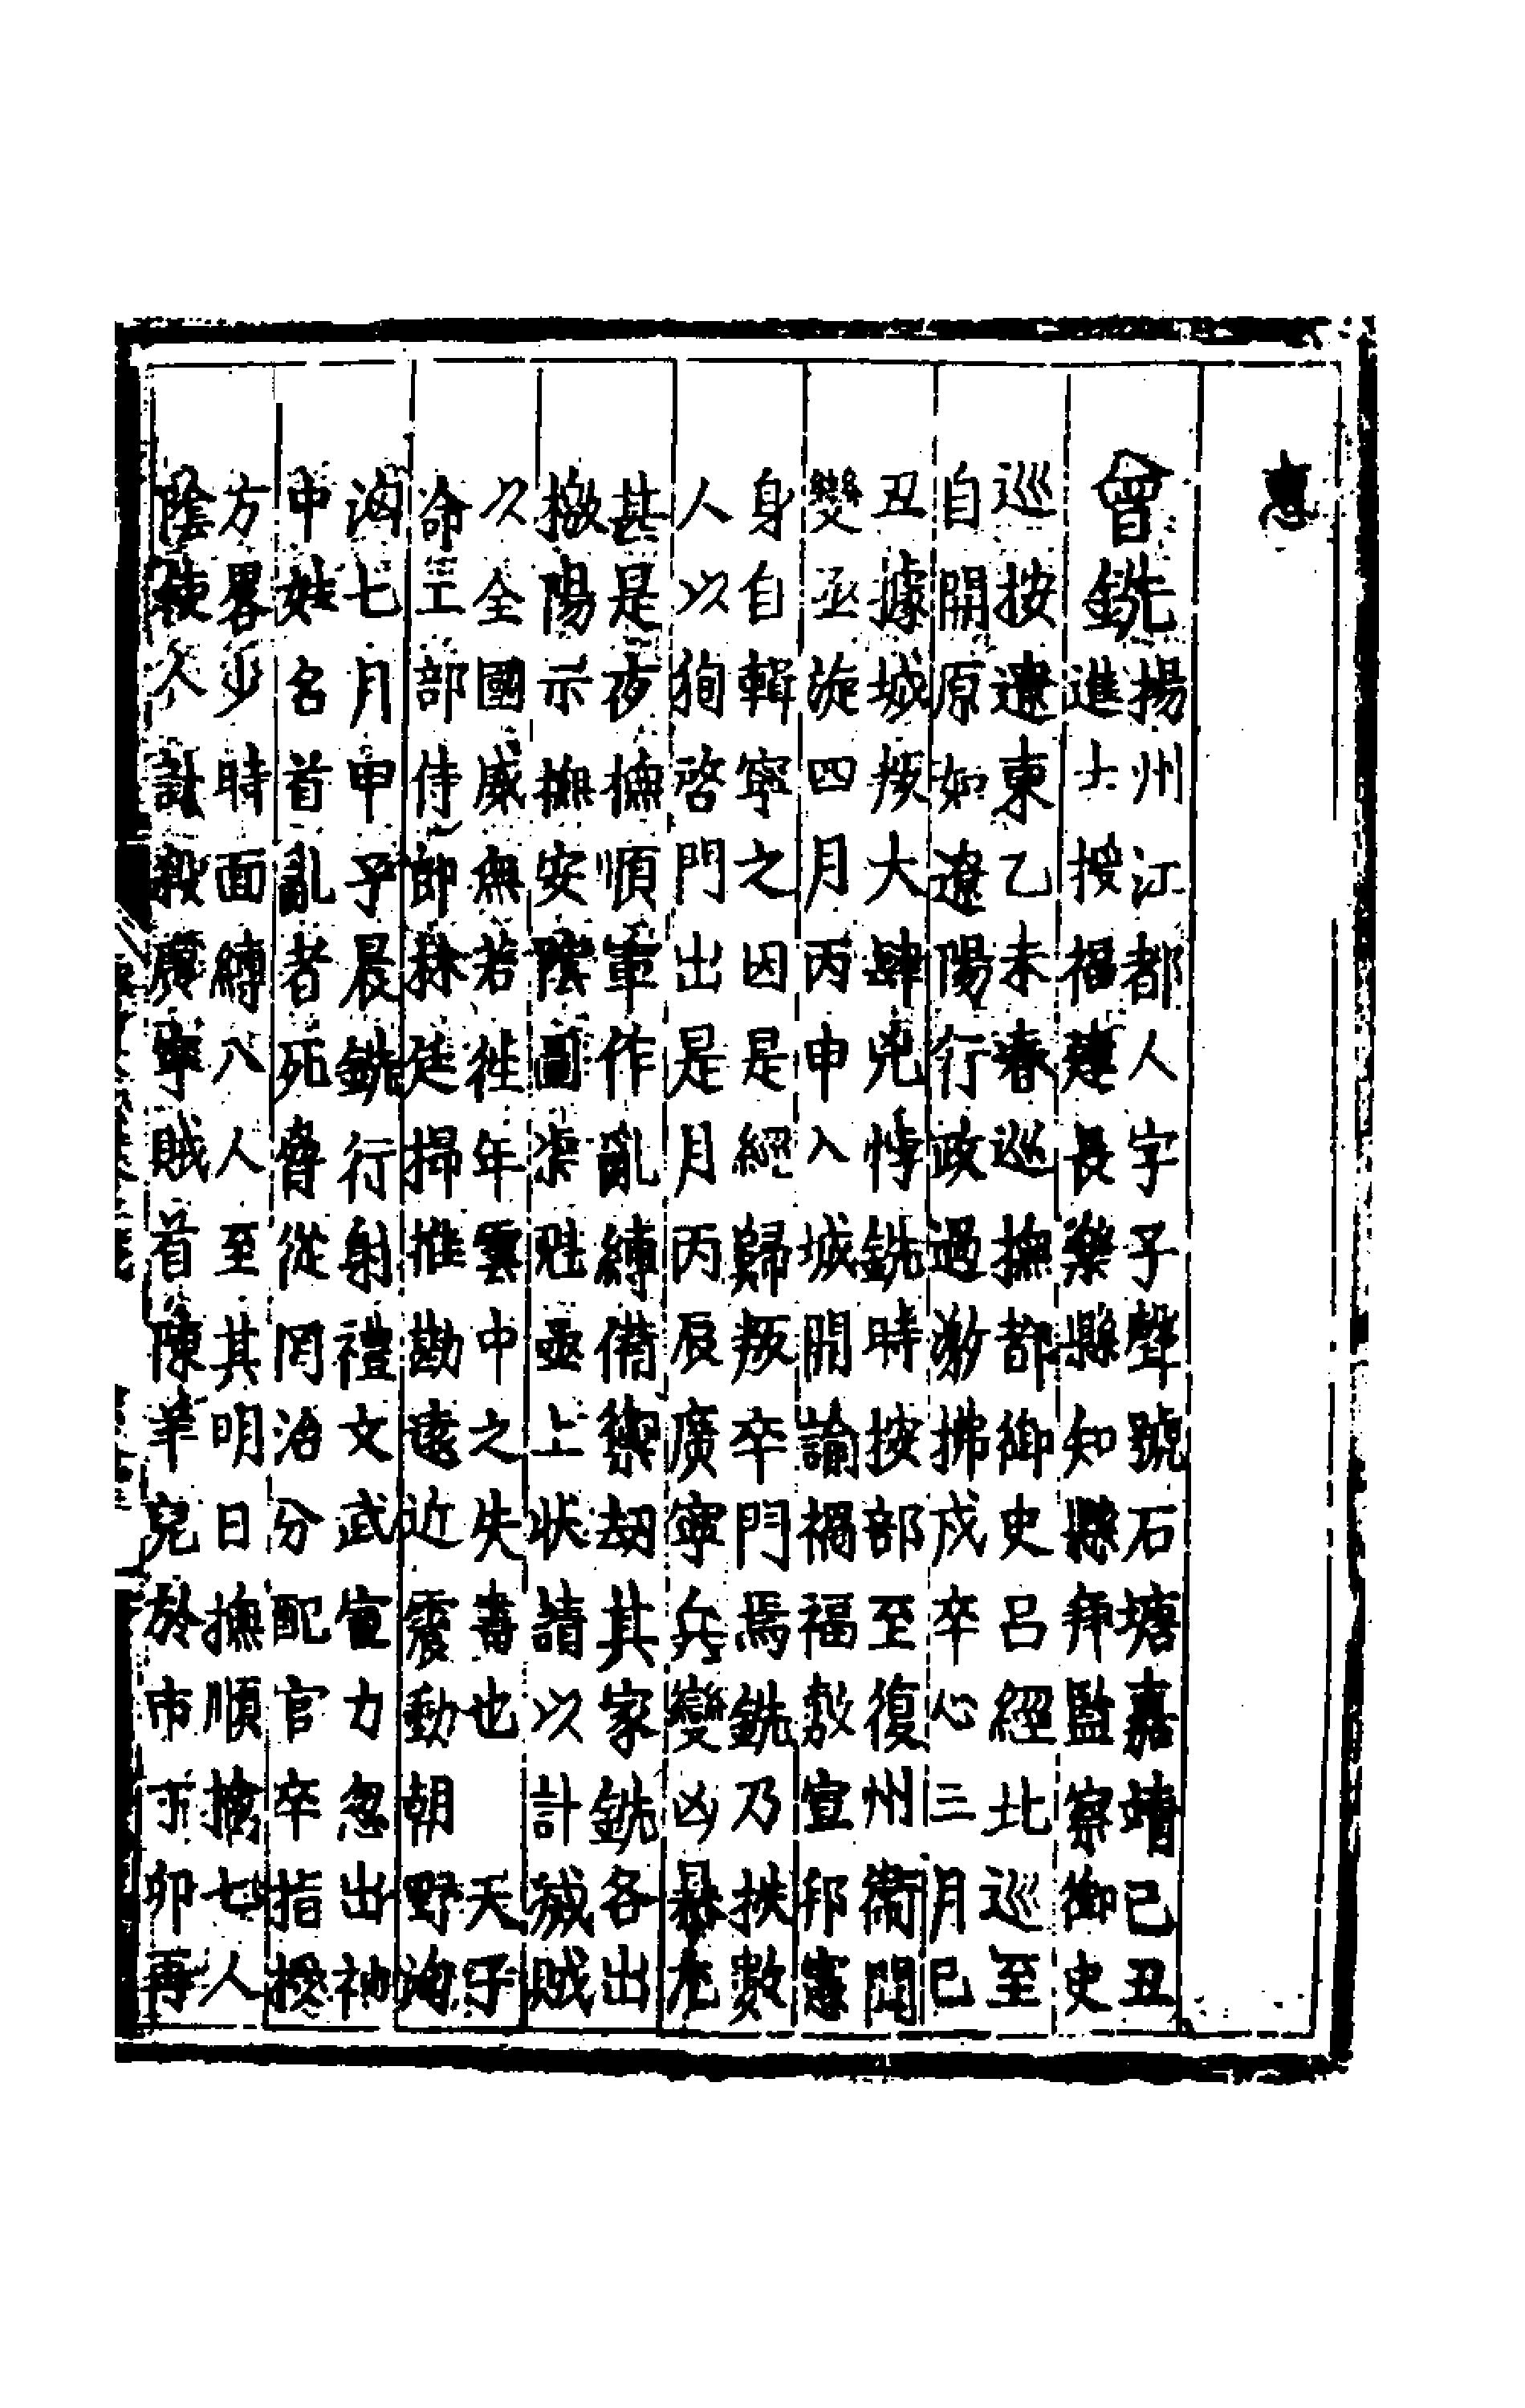 惠
曾銑
揚州江都人字子聲號石塘嘉靖己丑
進士授福建長樂縣知縣拜監察御史
巡按遼東乙未春巡撫都御史呂經北巡至
自開原如遼陽行政過激拂戍卒心三月己
丑據城叛大肆兇悖銑時按部至復州衛聞
變亟旋四月丙申入城開諭禍福敷宣邦憲
身自輯寧之因是經歸叛卒門焉銑乃挾數
人以狥啓門出是月丙辰廣寧兵變凶暴尤
甚是夜撫順軍作亂縛備禦劫其家銑各出
檄陽示撫安陰圖渠魁亟上狀請以計滅賊
以全國威無若徃年雲中之失 也 天子
命工部侍郎林廷掃推勘遠近震動朝野洶
洶七月甲子晨銑行射禮文武宣力忽出袖
中姓名首亂者死脅從罔治分配官卒指授
方畧少時面縛八人至其明日撫順擒七人
陰使人計殺廣寧賊首陳羊兒於市丁卯再